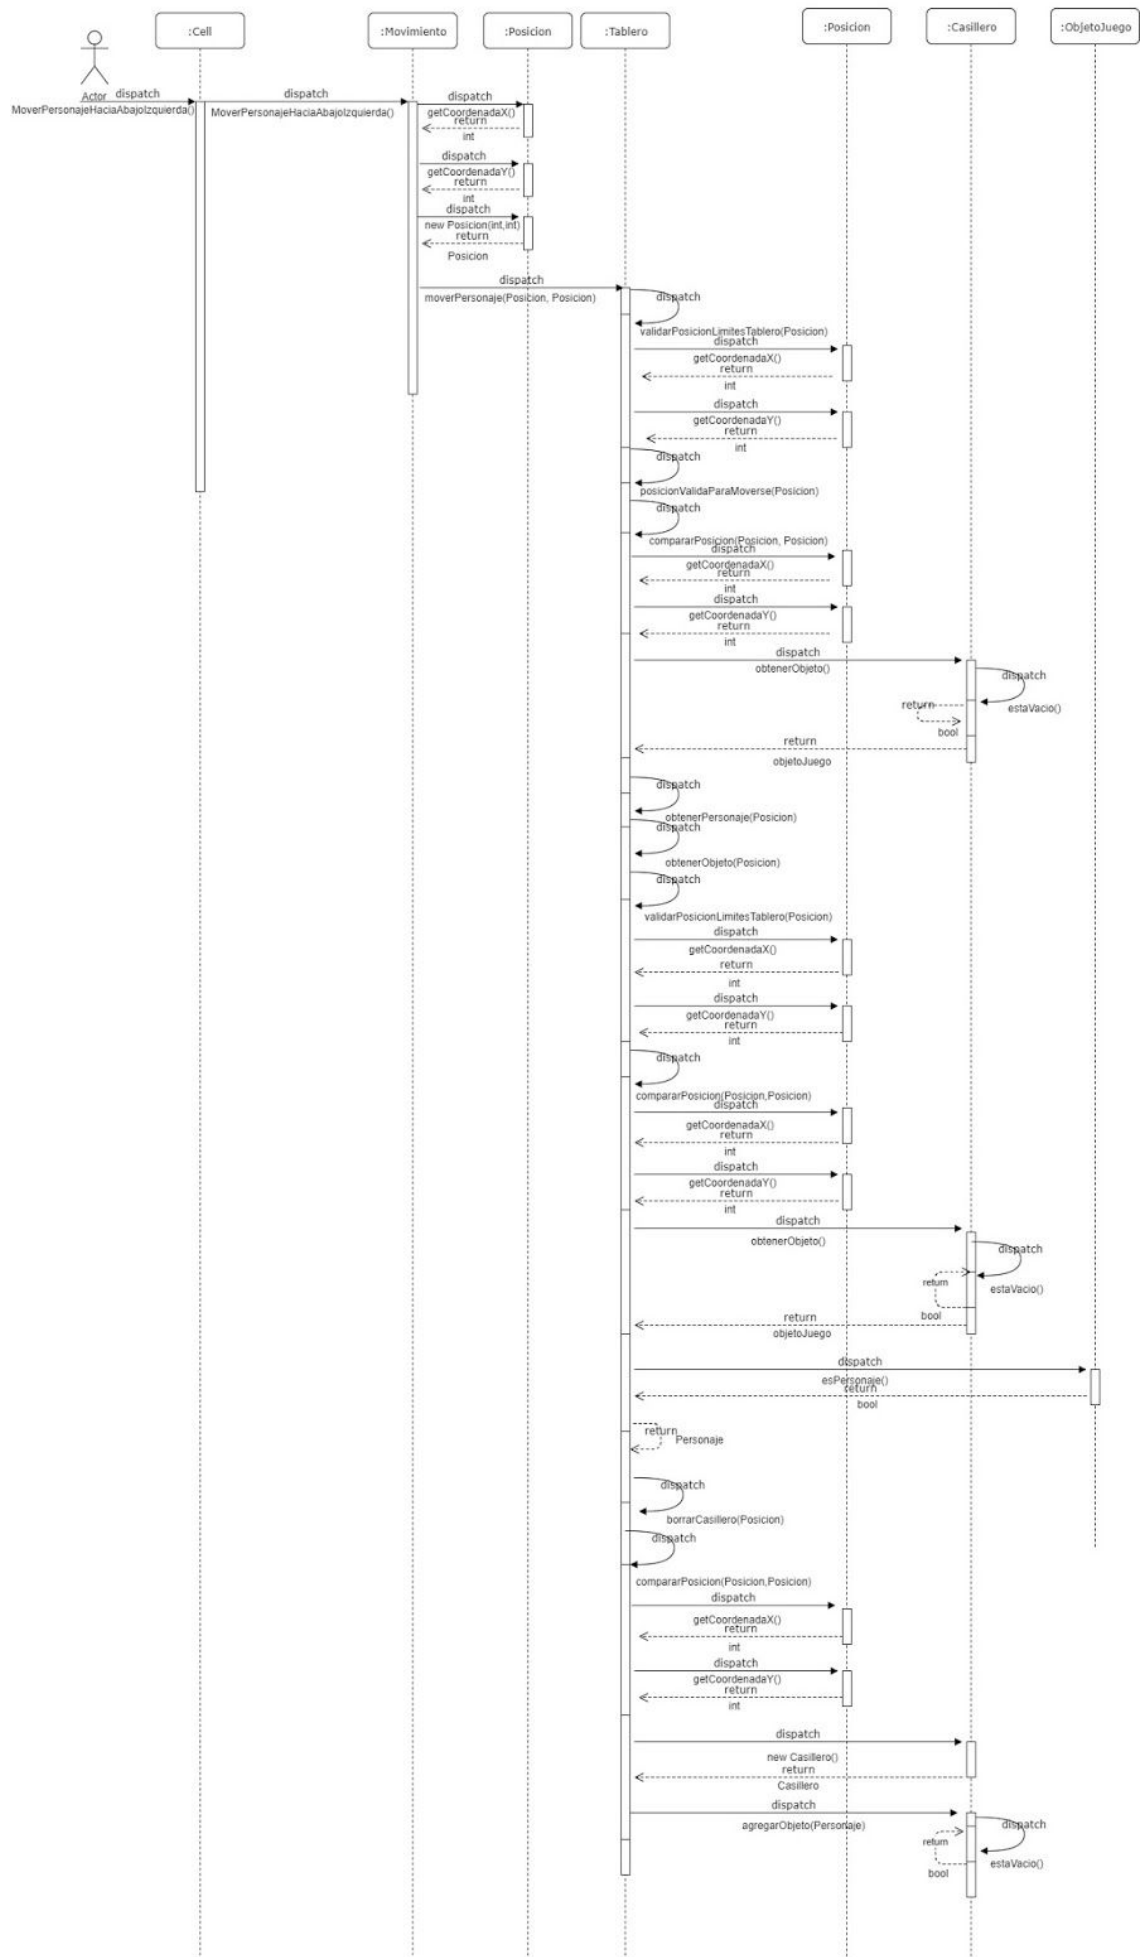 :Cell
:Movimiento
:Posicion
:Tablero
:Posicion
:Casillero
:ObjetoJuego
Actor
dispatch
MoverPersonajeHaciaAbajoIzquierda()
dispatch
MoverPersonajeHaciaAbajoIzquierda()
dispatch
getCoordenadaX()
return
int
dispatch
getCoordenadaY()
return
int
dispatch
new Posicion(int,int)
return
Posicion
dispatch
moverPersonaje(Posicion, Posicion)
dispatch
validarPosicionLimitesTablero(Posicion)
dispatch
getCoordenadaX()
return
int
dispatch
getCoordenadaY()
return
int
dispatch
posicionValidaParaMoverse(Posicion)
dispatch
compararPosicion(Posicion, Posicion)
dispatch
getCoordenadaX()
return
int
dispatch
getCoordenadaY()
return
int
dispatch
obtenerObjeto()
dispatch
estaVacio()
return
bool
return
objetoJuego
dispatch
obtenerPersonaje(Posicion)
dispatch
obtenerObjeto(Posicion)
dispatch
validarPosicionLimitesTablero(Posicion)
dispatch
getCoordenadaX()
return
int
dispatch
getCoordenadaY()
return
int
dispatch
compararPosicion(Posicion,Posicion)
dispatch
getCoordenadaX()
return
int
dispatch
getCoordenadaY()
return
int
dispatch
obtenerObjeto()
dispatch
estaVacio()
return
bool
return
objetoJuego
dispatch
esPersonaje()
return
bool
return
Personaje
dispatch
borrarCasillero(Posicion)
dispatch
compararPosicion(Posicion,Posicion)
dispatch
getCoordenadaX()
return
int
dispatch
getCoordenadaY()
return
int
dispatch
new Casillero()
return
Casillero
dispatch
agregarObjeto(Personaje)
dispatch
estaVacio()
return
bool